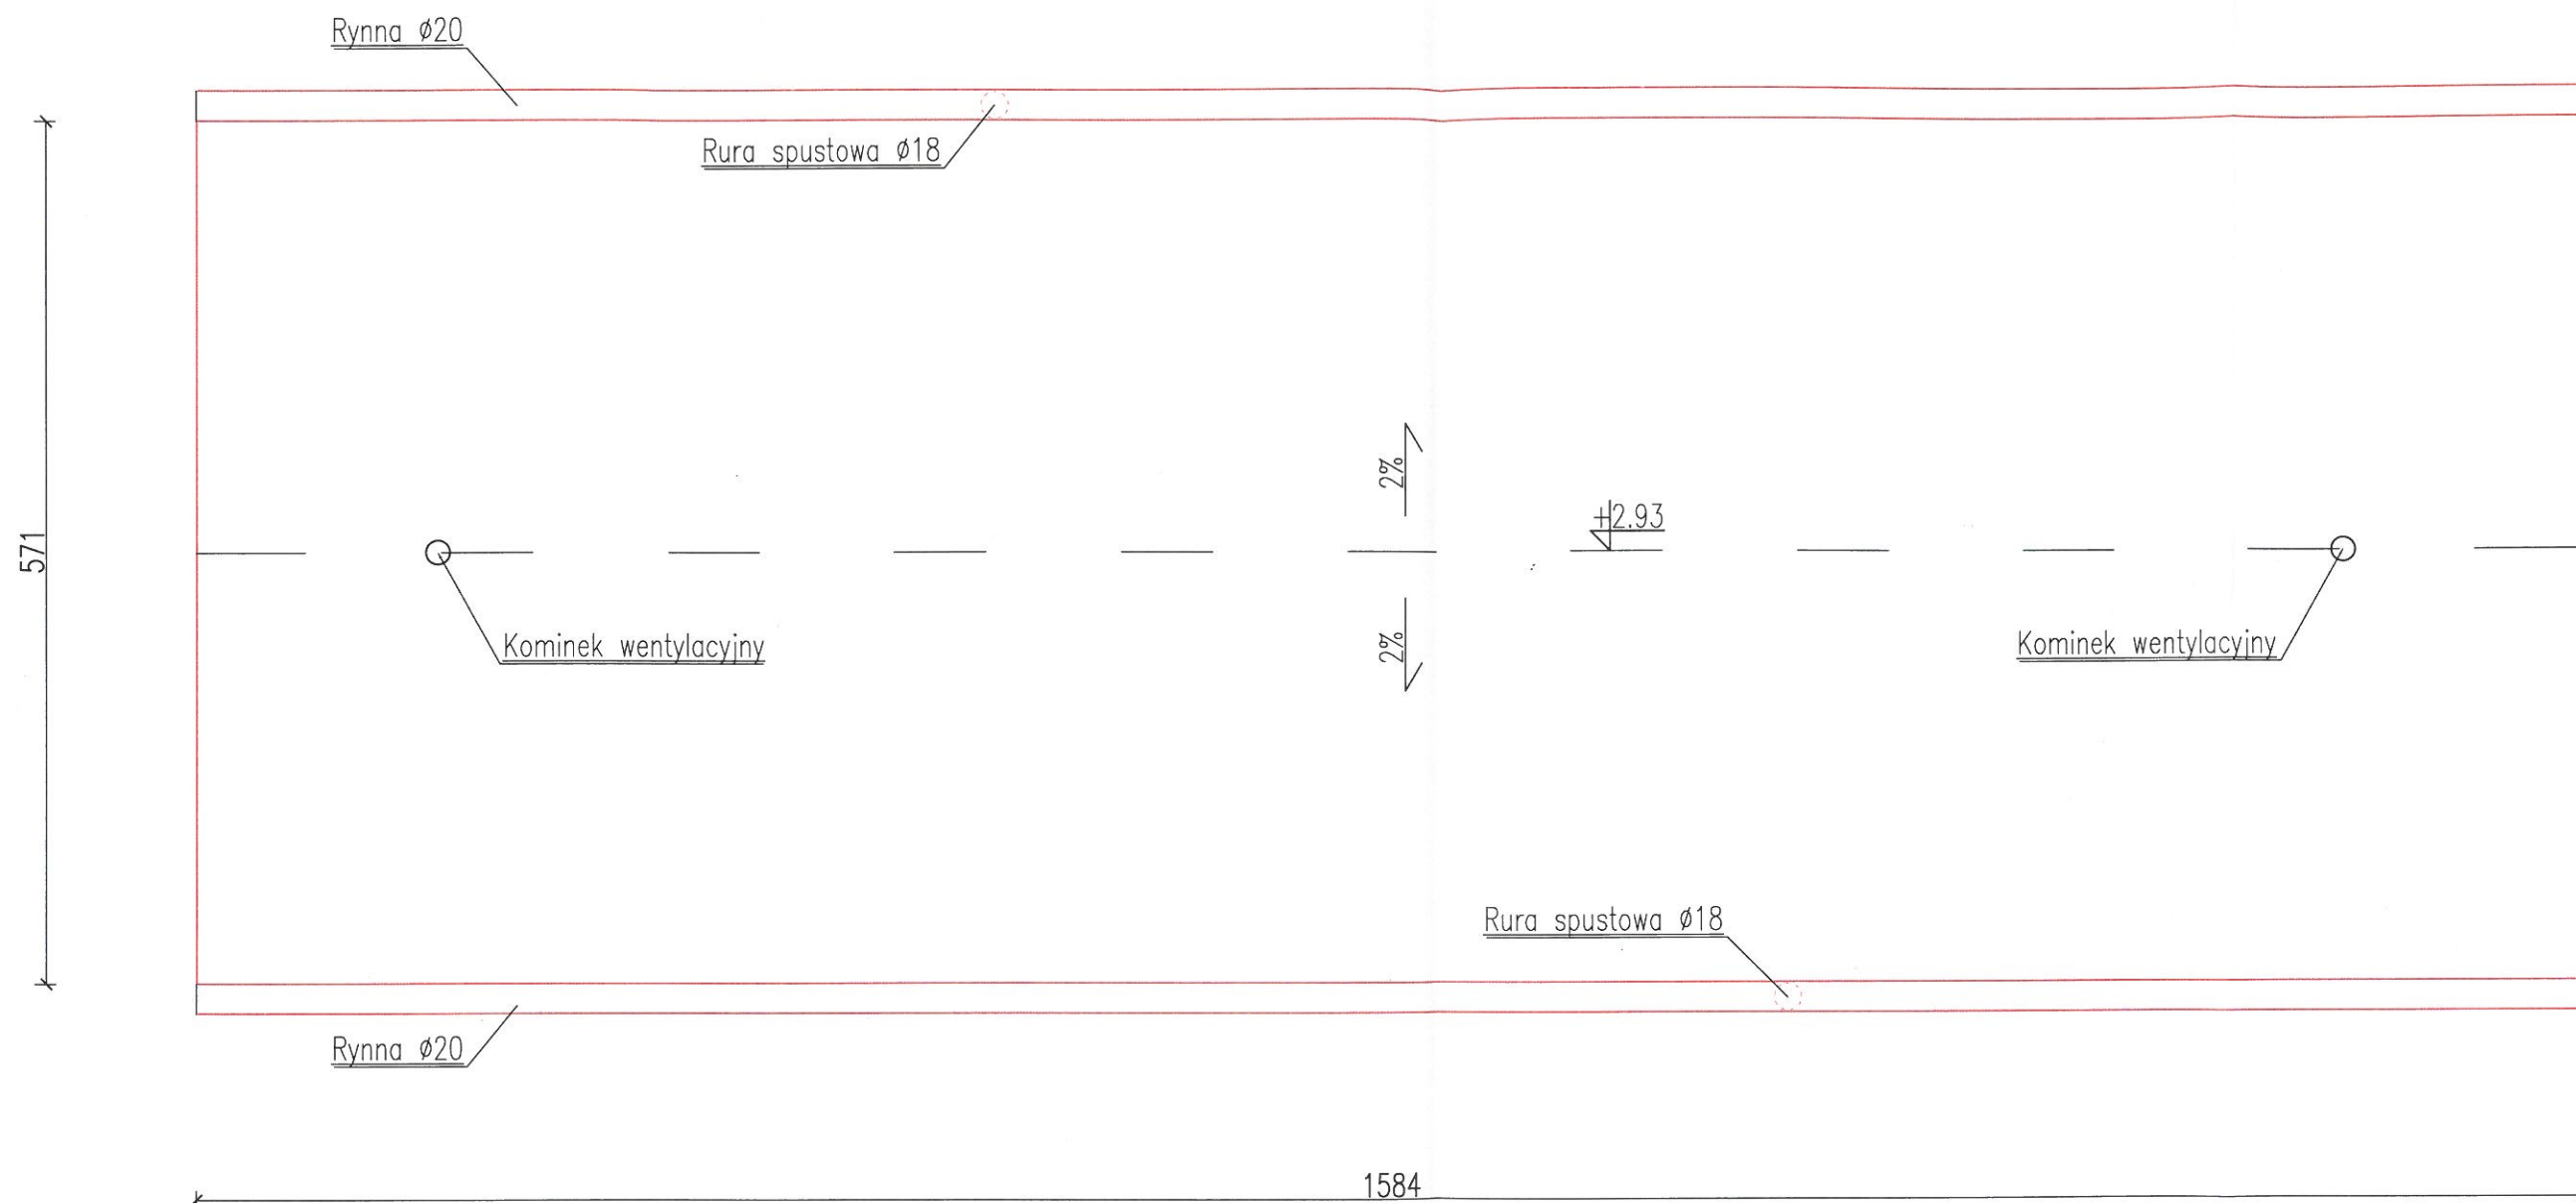 Rynna ø20
Rura spustowa ø18
2%
+2.93
571
Kominek wentylacyjny
2%
Kominek wentylacyjny
Rura spustowa ø18
Rynna ø20
1584